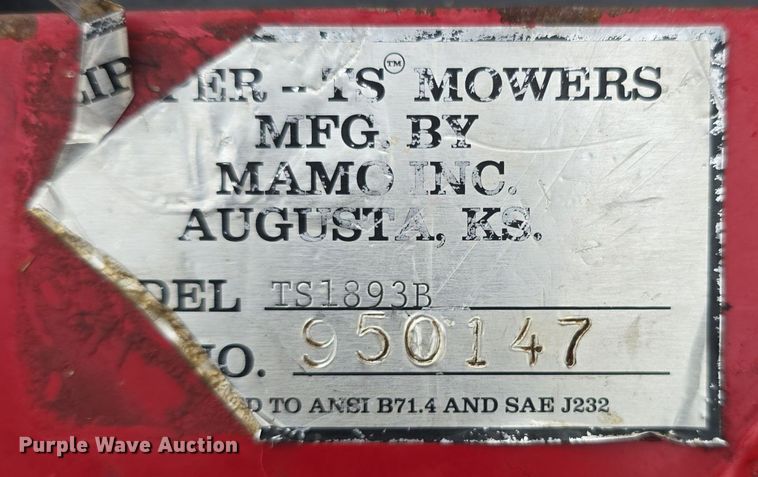 LIP PER - TS™ MOWERS
MFG. BY
MAMO INC.
AUGUSTA, KS.
DEL TS1893B
NO. 950147
D TO ANSI B71.4 AND SAE J232
Purple Wave Auction